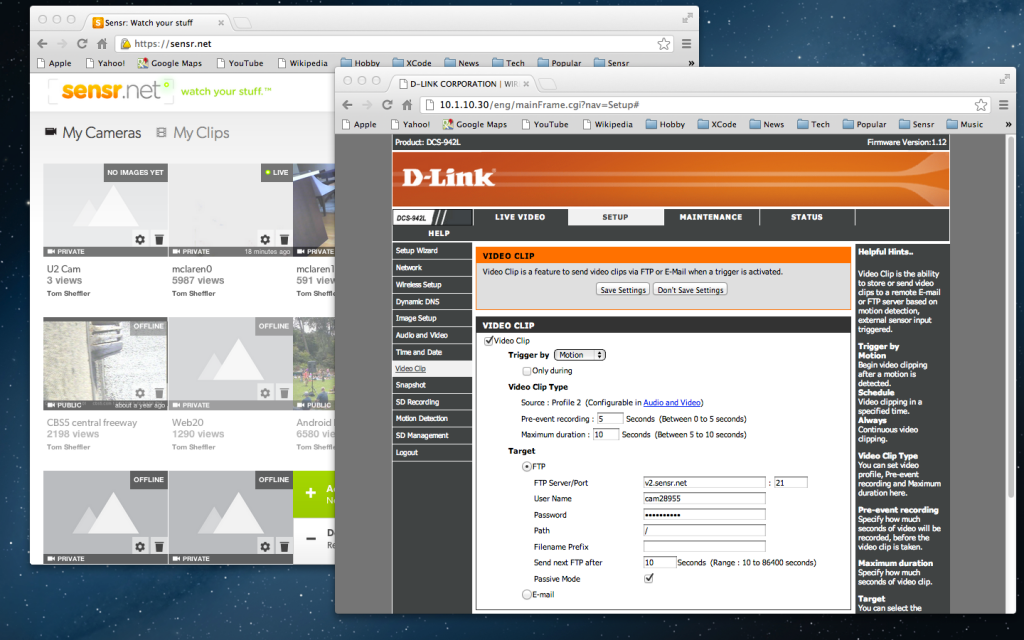 Sensr: Watch your stuff
https://sensr.net
Apple Yahoo! Google Maps YouTube Wikipedia Hobby XCode News Tech Popular Sensr »
sensr.net watch your stuff.™
My Cameras My Clips
NO IMAGES YET
PRIVATE
U2 Cam
3 views
Tom Sheffler
LIVE
PRIVATE 18 minutes ago
mclaren0
5987 views
Tom Sheffler
PRIVATE
mclaren1
591 view
Tom Sheffler
OFFLINE
PUBLIC about a year ago
CBS5 central freeway
2198 views
Tom Sheffler
OFFLINE
PRIVATE
Web20
1290 views
Tom Sheffler
PUBLIC
Android
6580 vie
Tom Sheffler
OFFLINE
PRIVATE
OFFLINE
PRIVATE
D-LINK CORPORATION | WIR
10.1.10.30/eng/mainFrame.cgi?nav=Setup#
Apple Yahoo! Google Maps YouTube Wikipedia Hobby XCode News Tech Popular Sensr Music »
Product: DCS-942L Firmware Version:1.12
D-Link
DCS-942L LIVE VIDEO SETUP MAINTENANCE STATUS
HELP
Setup Wizard
Network
Wireless Setup
Dynamic DNS
Image Setup
Audio and Video
Time and Date
Video Clip
Snapshot
SD Recording
Motion Detection
SD Management
Logout
VIDEO CLIP
Video Clip is a feature to send video clips via FTP or E-Mail when a trigger is activated.
Save Settings Don't Save Settings
VIDEO CLIP
Video Clip
Trigger by Motion
Only during
Video Clip Type
Source : Profile 2 (Configurable in Audio and Video)
Pre-event recording : 5 Seconds (Between 0 to 5 seconds)
Maximum duration : 10 Seconds (Between 5 to 10 seconds)
Target
FTP
FTP Server/Port v2.sensr.net : 21
User Name cam28955
Password ••••••••••
Path /
Filename Prefix
Send next FTP after 10 Seconds (Range : 10 to 86400 seconds)
Passive Mode
E-mail
Helpful Hints..
Video Clip is the ability
to store or send video
clips to a remote E-mail
or FTP server based on
motion detection,
external sensor input
triggered.
Trigger by
Motion
Begin video clipping
after a motion is
detected.
Schedule
Video clipping in a
specified time.
Always
Continuous video
clipping.
Video Clip Type
You can set video
profile, Pre-event
recording and Maximum
duration here.
Pre-event recording
Specify how much
seconds of video will be
recorded, before the
video clip is taken.
Maximum duration
Specify how much
seconds of video clip.
Target
You can select the